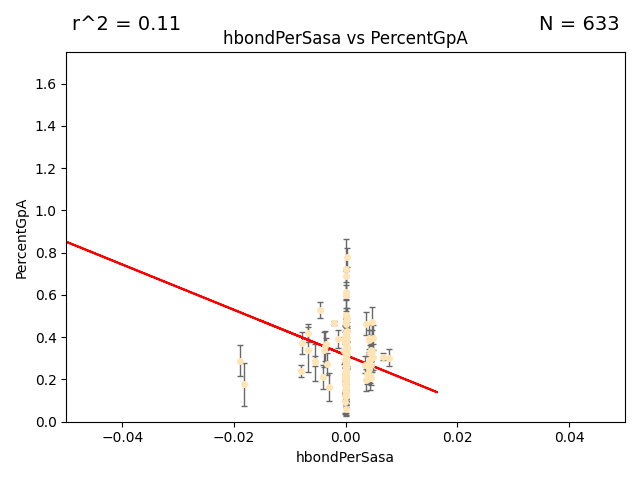 r^2 = 0.11
N = 633
hbondPerSasa vs PercentGpA
1.6
1.4
1.2
1.0
0.8
0.6
0.4
0.2
0.0
PercentGpA
−0.04
−0.02
0.00
0.02
0.04
hbondPerSasa